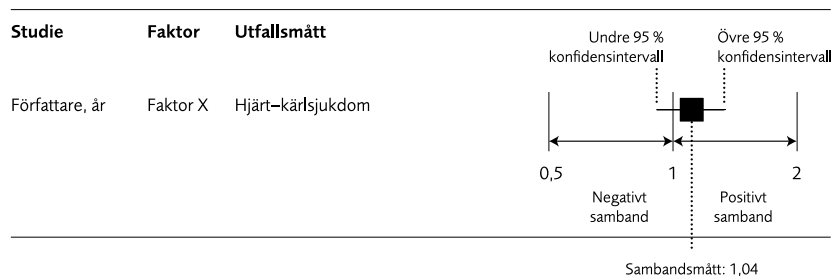 Studie Faktor Utfallsmått
Undre 95 %
konfidensintervall
Övre 95 %
konfidensintervall
Författare, år Faktor X Hjärt–kärlsjukdom
0,5 1 2
Negativt
samband
Positivt
samband
Sambandsmått: 1,04